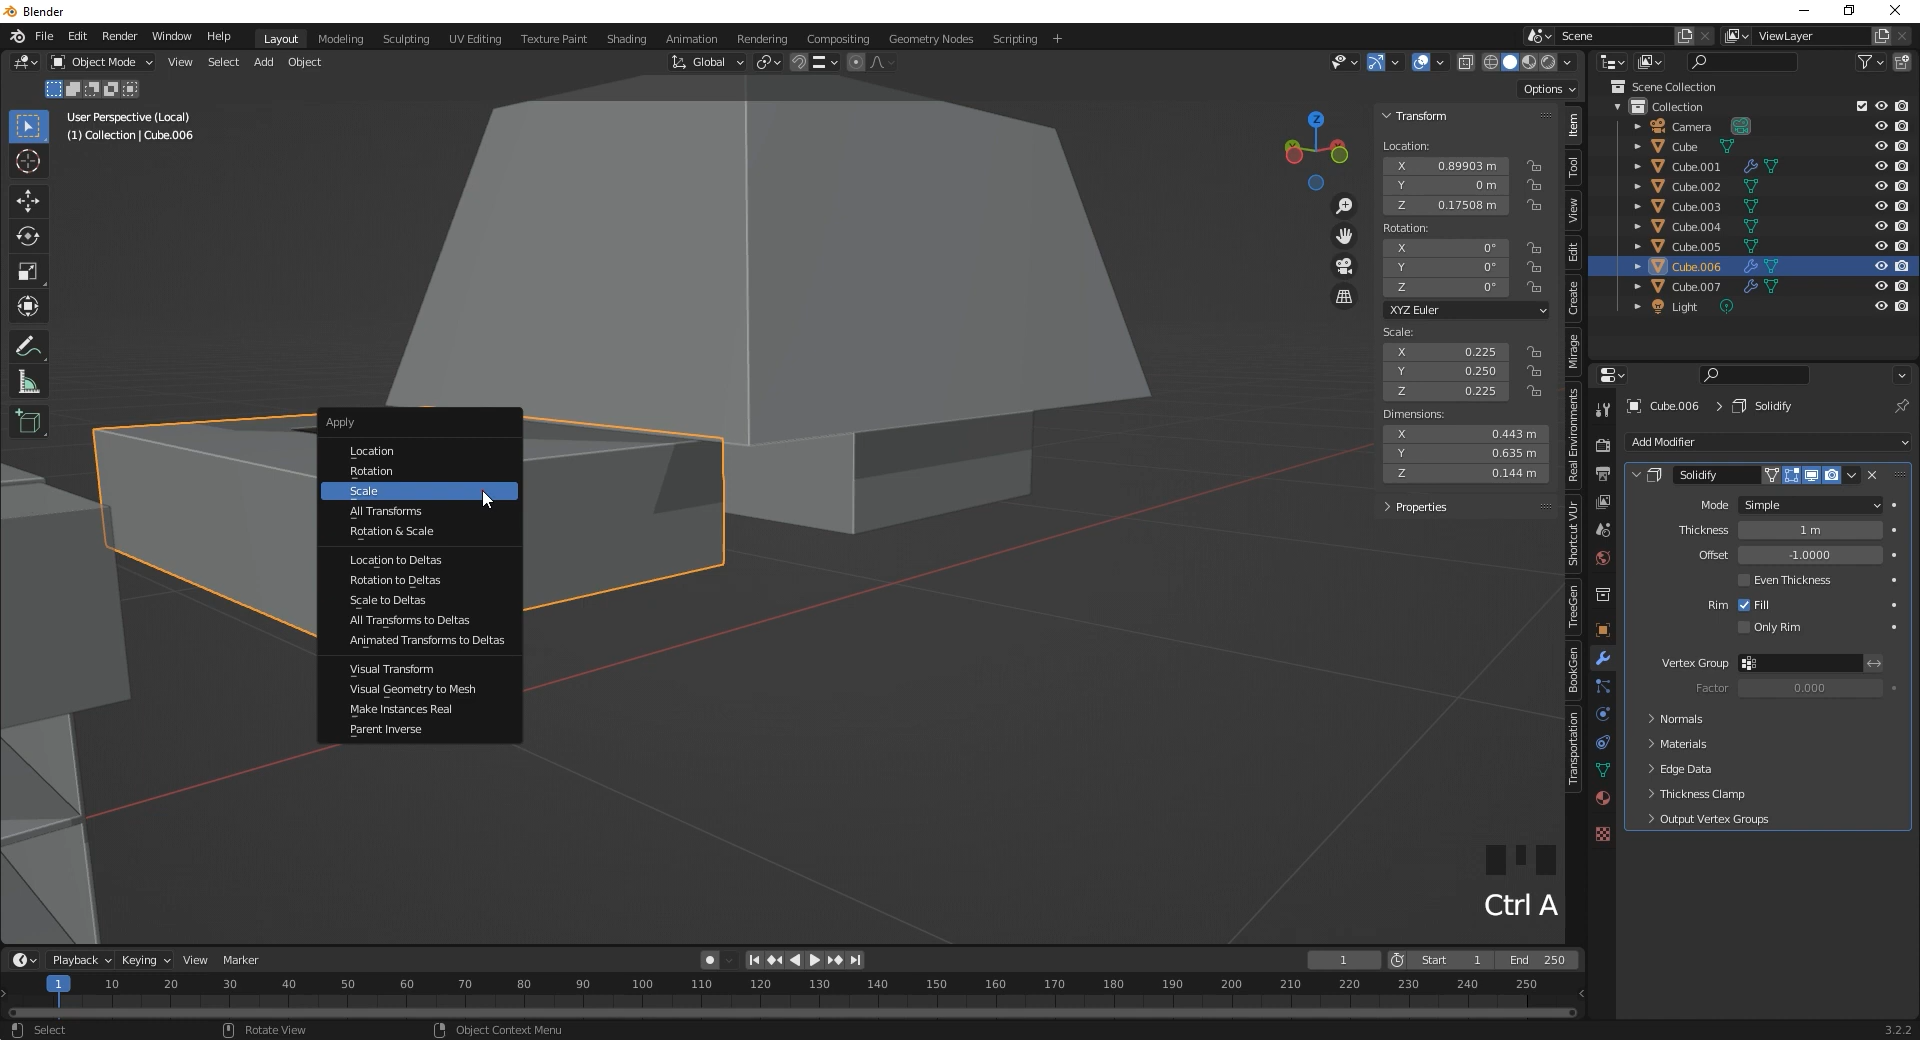 Blender
File Edit Render Window Help
Layout Modeling Sculpting UV Editing Texture Paint Shading Animation Rendering Compositing Geometry Nodes Scripting +
Scene
ViewLayer
Object Mode View Select Add Object
Global
Options
User Perspective (Local)
(1) Collection | Cube.006
Z
Transform
Location:
X 0.89903 m
Y 0 m
Z 0.17508 m
Rotation:
X 0°
Y 0°
Z 0°
XYZ Euler
Scale:
X 0.225
Y 0.250
Z 0.225
Dimensions:
X 0.443 m
Y 0.635 m
Z 0.144 m
Properties
Item
Tool
View
Edit
Create
Mirage
Real Environments
Shortcut VUr
TreeGen
BookGen
Transportation
Scene Collection
Collection
Camera
Cube
Cube.001
Cube.002
Cube.003
Cube.004
Cube.005
Cube.006
Cube.007
Light
Cube.006 > Solidify
Add Modifier
Solidify
Mode Simple
Thickness 1 m
Offset -1.0000
Even Thickness
Rim Fill
Only Rim
Vertex Group
Factor 0.000
Normals
Materials
Edge Data
Thickness Clamp
Output Vertex Groups
Apply
Location
Rotation
Scale
All Transforms
Rotation & Scale
Location to Deltas
Rotation to Deltas
Scale to Deltas
All Transforms to Deltas
Animated Transforms to Deltas
Visual Transform
Visual Geometry to Mesh
Make Instances Real
Parent Inverse
Ctrl A
Playback Keying View Marker
1 Start 1 End 250
1 10 20 30 40 50 60 70 80 90 100 110 120 130 140 150 160 170 180 190 200 210 220 230 240 250
Select Rotate View Object Context Menu
3.2.2